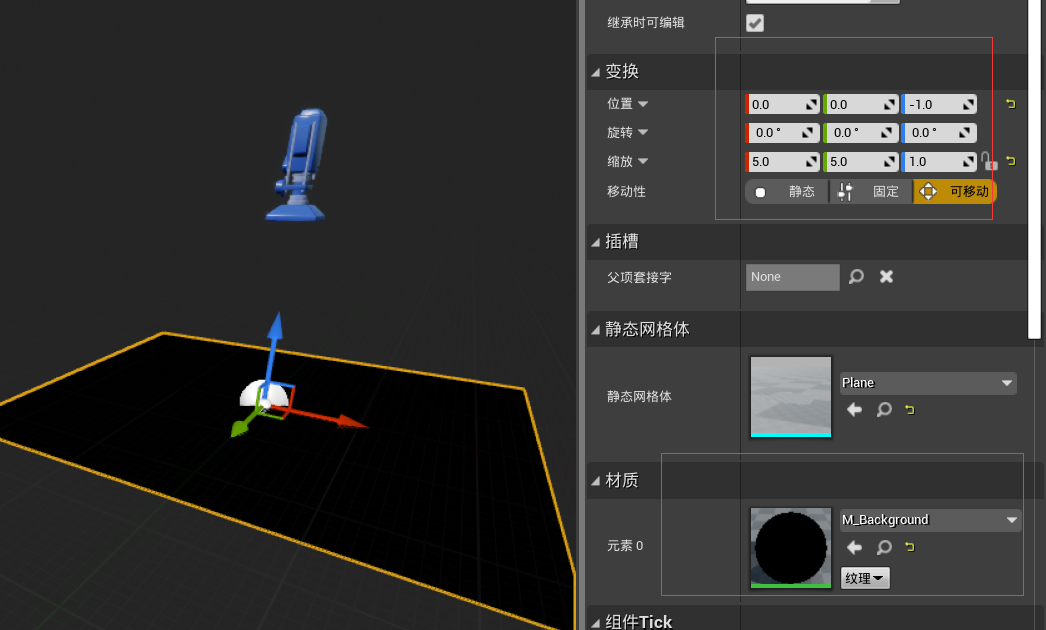 继承时可编辑
变换
位置 0.0 0.0 -1.0
旋转 0.0 ° 0.0 ° 0.0 °
缩放 5.0 5.0 1.0
移动性 静态 固定 可移动
插槽
父项套接字 None
静态网格体
静态网格体 Plane
材质
元素 0 M_Background
纹理
组件Tick